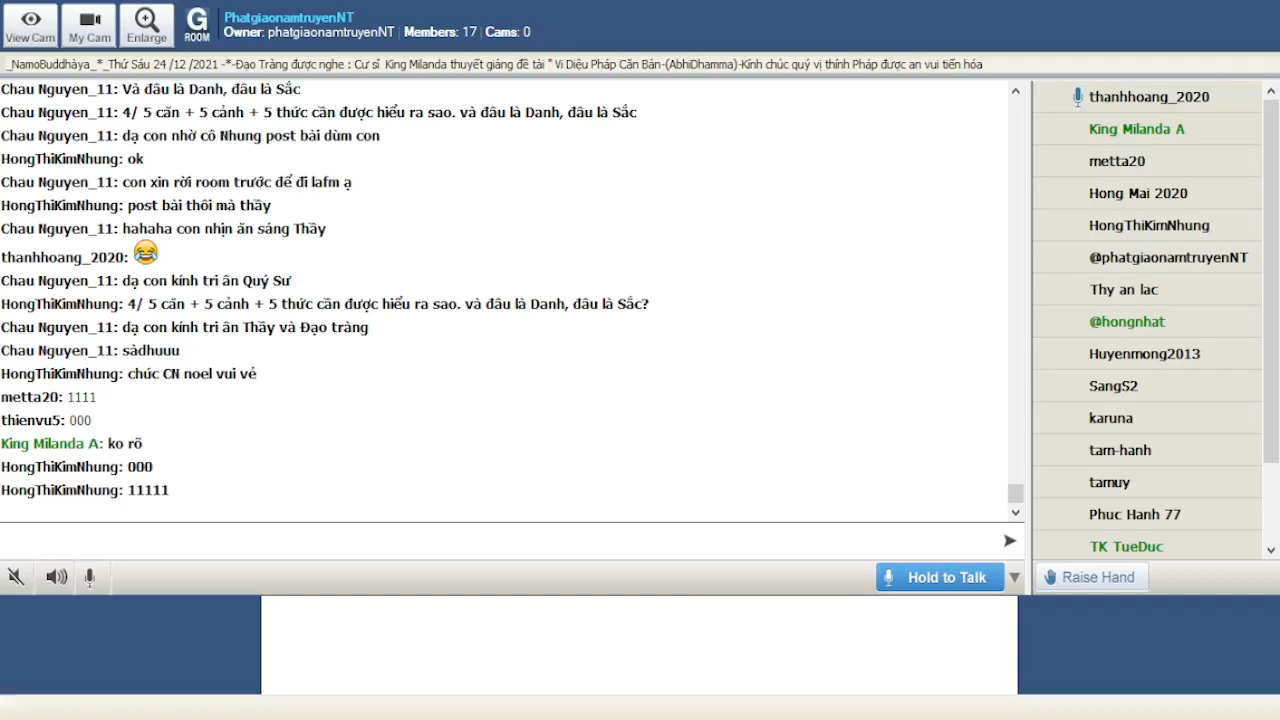 View Cam
My Cam
Enlarge
G
ROOM
PhatgiaonamtruyenNT
Owner: phatgiaonamtruyenNT | Members: 17 | Cams: 0
_NamoBuddhàya_*_Thứ Sáu 24 /12 /2021 -*-Đạo Tràng được nghe : Cư sĩ King Milanda thuyết giảng đề tài " Vi Diệu Pháp Căn Bản-(AbhiDhamma)-Kính chúc quý vị thính Pháp được an vui tiến hóa
Chau Nguyen_11: Và đâu là Danh, đâu là Sắc
Chau Nguyen_11: 4/ 5 căn + 5 cảnh + 5 thức cần được hiểu ra sao. và đâu là Danh, đâu là Sắc
Chau Nguyen_11: dạ con nhờ cô Nhung post bài dùm con
HongThiKimNhung: ok
Chau Nguyen_11: con xin rời room trước để đi lafm ạ
HongThiKimNhung: post bài thôi mà thầy
Chau Nguyen_11: hahaha con nhịn ăn sáng Thầy
thanhhoang_2020:
Chau Nguyen_11: dạ con kính tri ân Quý Sư
HongThiKimNhung: 4/ 5 căn + 5 cảnh + 5 thức cần được hiểu ra sao. và đâu là Danh, đâu là Sắc?
Chau Nguyen_11: dạ con kính tri ân Thầy và Đạo tràng
Chau Nguyen_11: sàdhuuu
HongThiKimNhung: chúc CN noel vui vẻ
metta20: 1111
thienvu5: 000
King Milanda A: ko rõ
HongThiKimNhung: 000
HongThiKimNhung: 11111
thanhhoang_2020
King Milanda A
metta20
Hong Mai 2020
HongThiKimNhung
@phatgiaonamtruyenNT
Thy an lac
@hongnhat
Huyenmong2013
SangS2
karuna
tam-hanh
tamuy
Phuc Hanh 77
TK TueDuc
Hold to Talk
Raise Hand